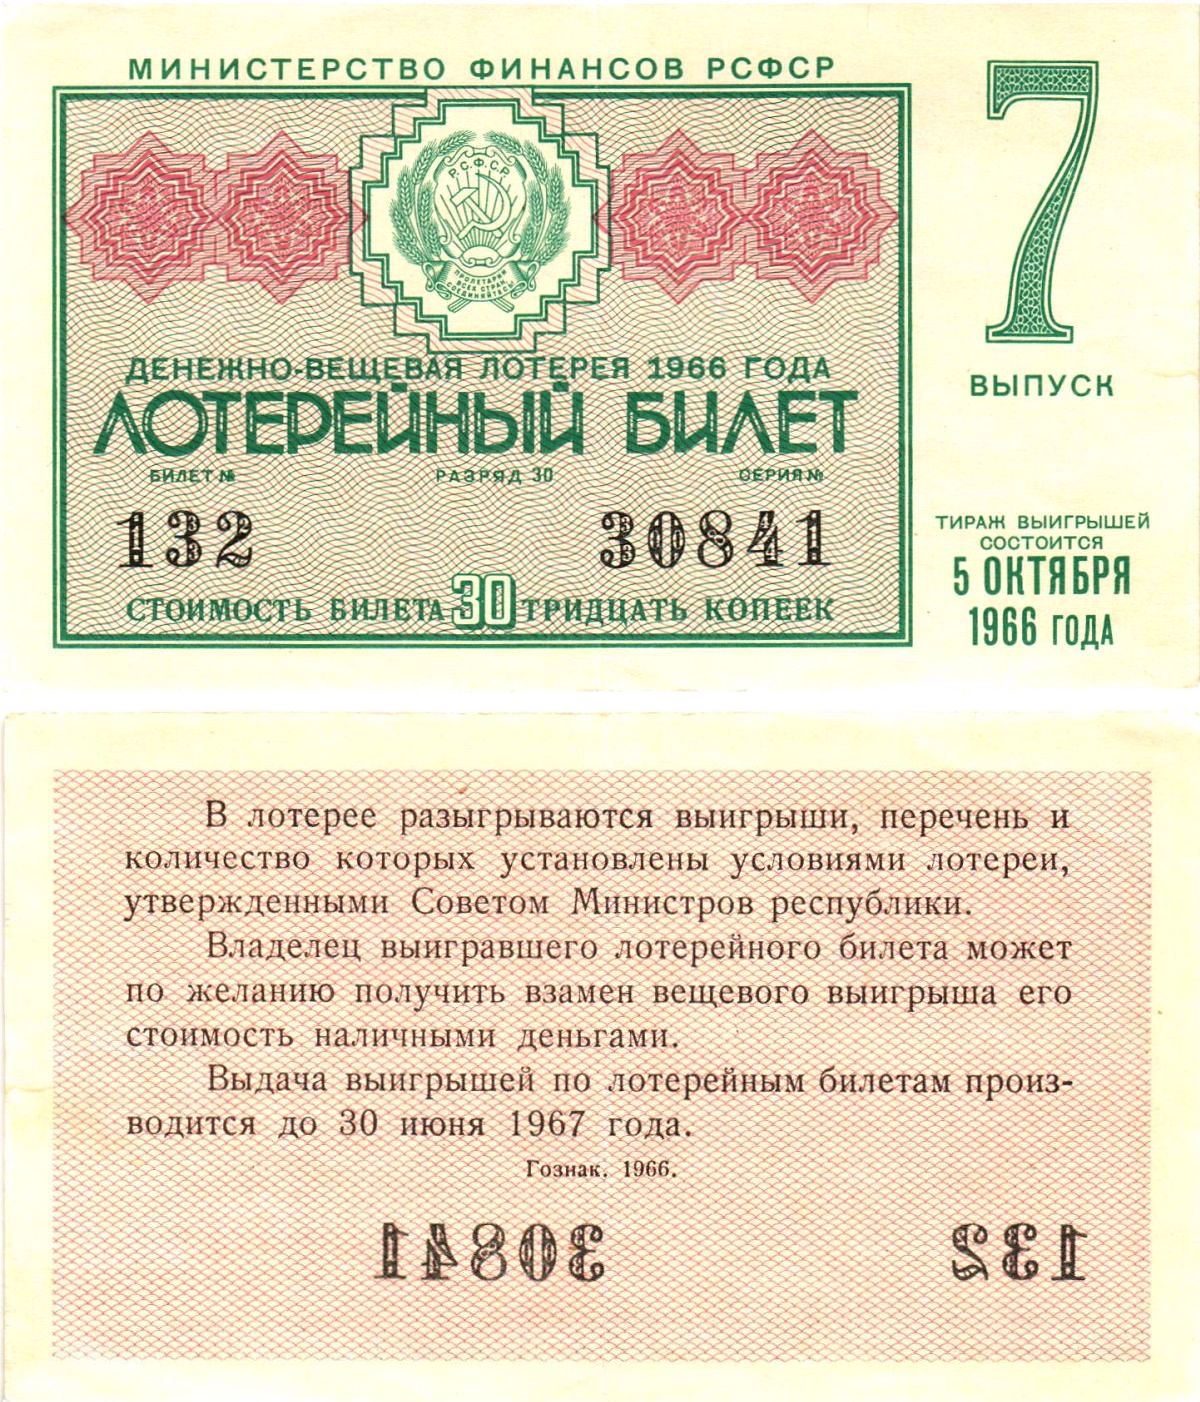 МИНИСТЕРСТВО ФИНАНСОВ РСФСР
7
ВЫПУСК
Р.С.Ф.С.Р.
ПРОЛЕТАРИИ
ВСЕХ СТРАН,
СОЕДИНЯЙТЕСЬ!
ДЕНЕЖНО-ВЕЩЕВАЯ ЛОТЕРЕЯ 1966 ГОДА
ЛОТЕРЕЙНЫЙ БИЛЕТ
БИЛЕТ № РАЗРЯД 30 СЕРИЯ №
132 30841
СТОИМОСТЬ БИЛЕТА 30 ТРИДЦАТЬ КОПЕЕК
ТИРАЖ ВЫИГРЫШЕЙ
СОСТОИТСЯ
5 ОКТЯБРЯ
1966 ГОДА
В лотерее разыгрываются выигрыши, перечень и
количество которых установлены условиями лотереи,
утвержденными Советом Министров республики.
Владелец выигравшего лотерейного билета может
по желанию получить взамен вещевого выигрыша его
стоимость наличными деньгами.
Выдача выигрышей по лотерейным билетам произ-
водится до 30 июня 1967 года.
Гознак. 1966.
30841 132